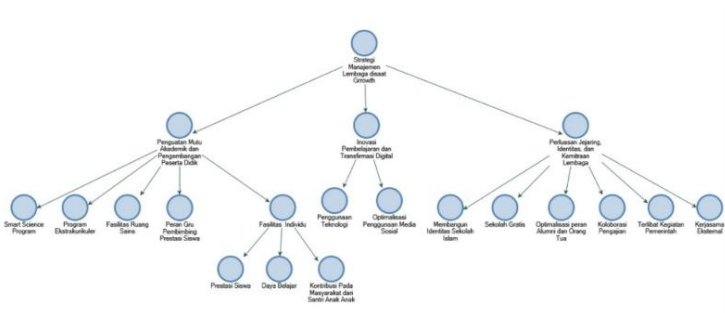 Strategi
Manajemen
Lembaga disaat
Growth
Penguatan Mutu
Akademik dan
Pengembangan
Peserta Didik
Inovasi
Pembelajaran dan
Transfirmasi Digital
Perluasan Jejaring,
Identitas, dan
Kemitraan
Lembaga
Smart Science
Program
Program
Ekstrakurikuler
Fasilitas Ruang
Sains
Peran Gru
Pembimbing
Prestasi Siswa
Fasilitas Individu
Penggunaan
Teknologi
Optimalisasi
Penggunaan Media
Sosial
Membangun
Identitas Sekolah
Islam
Sekolah Gratis
Optimalisasi peran
Alumni dan Orang
Tua
Koloborasi
Pengajian
Terlibat Kegiatan
Pemerintah
Kerjasama
Eksternal
Prestasi Siswa
Daya Belajar
Kontribusi Pada
Masyarakat dari
Santri Anak Anak